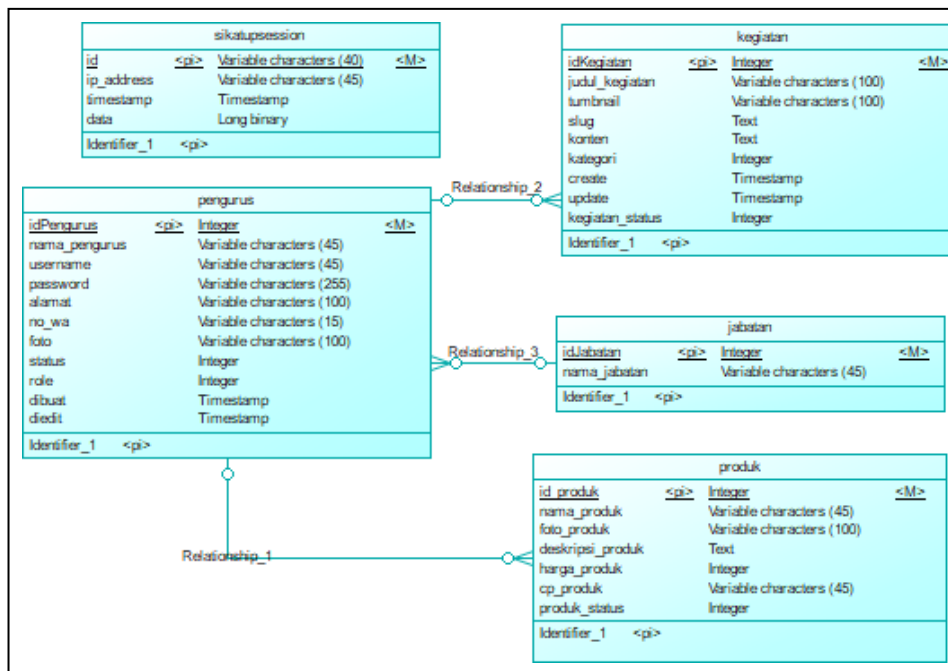 sikatupsession
id <pi> Variable characters (40) <M>
ip_address Variable characters (45)
timestamp Timestamp
data Long binary
Identifier_1 <pi>
kegiatan
idKegiatan <pi> Integer <M>
judul_kegiatan Variable characters (100)
tumbnail Variable characters (100)
slug Text
konten Text
kategori Integer
create Timestamp
update Timestamp
kegiatan_status Integer
Identifier_1 <pi>
Relationship_2
pengurus
idPengurus <pi> Integer <M>
nama_pengurus Variable characters (45)
username Variable characters (45)
password Variable characters (255)
alamat Variable characters (100)
no_wa Variable characters (15)
foto Variable characters (100)
status Integer
role Integer
dibuat Timestamp
diedit Timestamp
Identifier_1 <pi>
Relationship_3
jabatan
idJabatan <pi> Integer <M>
nama_jabatan Variable characters (45)
Identifier_1 <pi>
Relationship_1
produk
id_produk <pi> Integer <M>
nama_produk Variable characters (45)
foto_produk Variable characters (100)
deskripsi_produk Text
harga_produk Integer
cp_produk Variable characters (45)
produk_status Integer
Identifier_1 <pi>